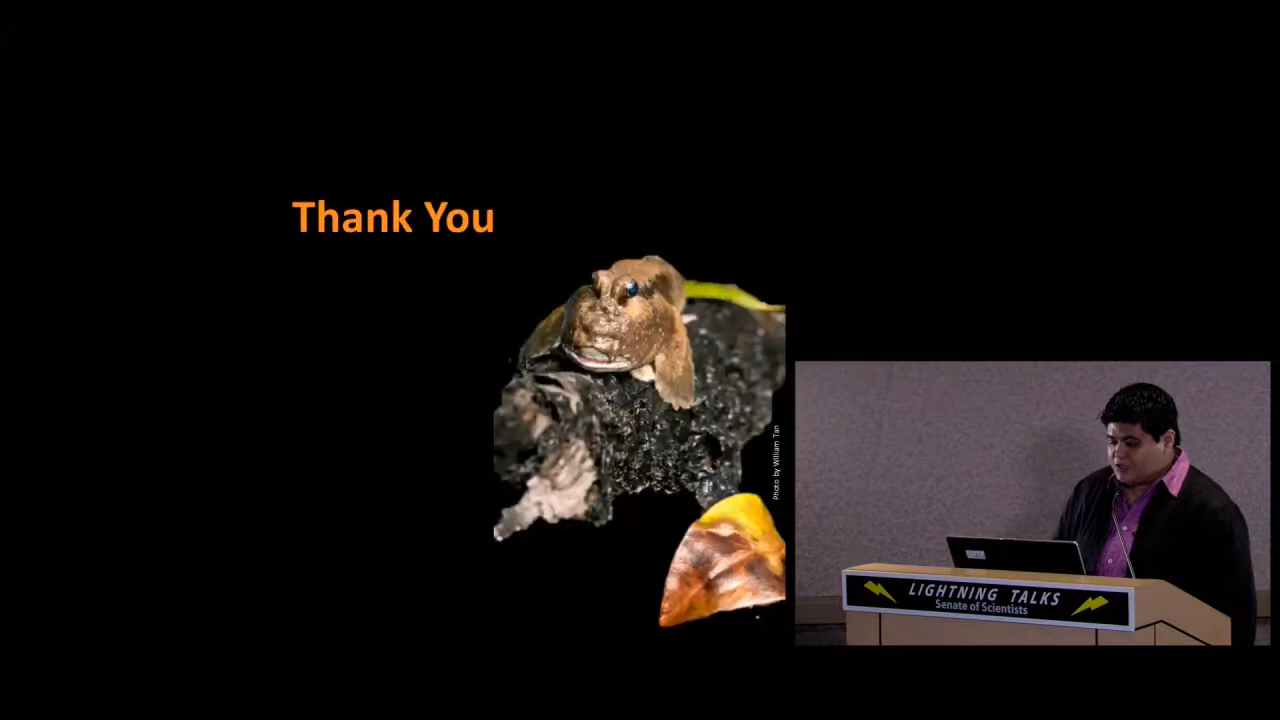 Thank You
Photo by William Tan
LIGHTNING TALKS
Senate of Scientists